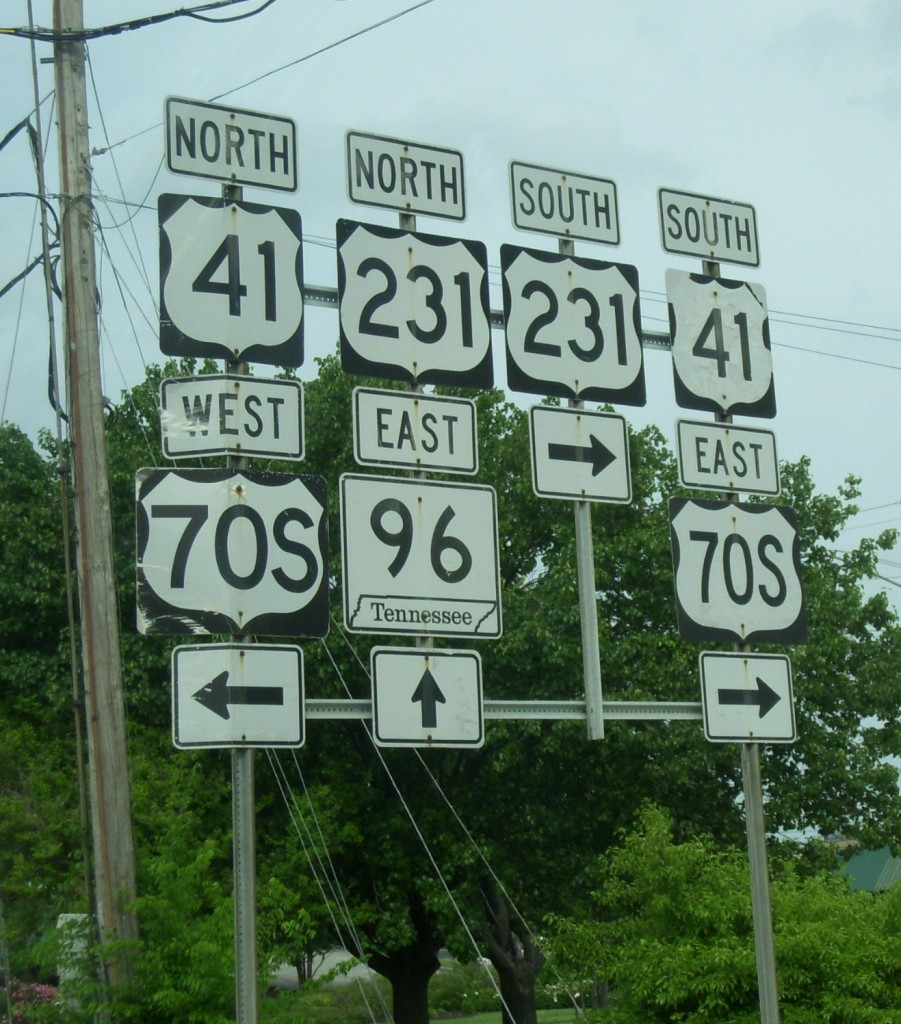 NORTH
41
WEST
70S
NORTH
231
EAST
96
Tennessee
SOUTH
231
SOUTH
41
EAST
70S